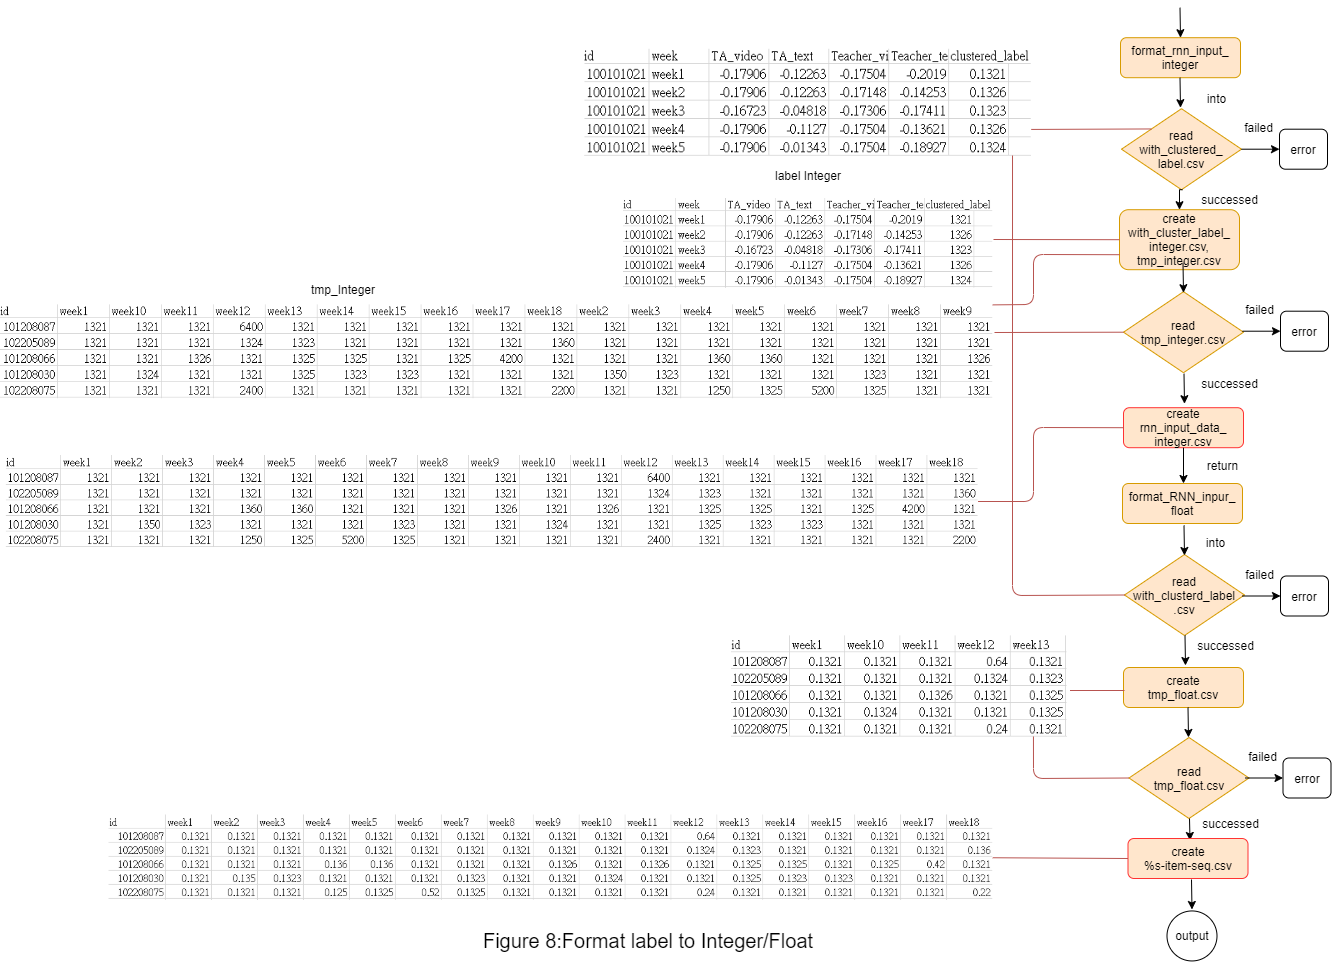 format_rnn_input_
integer
into
read
with_clustered_
label.csv
failed
error
successed
create
with_cluster_label_
integer.csv,
tmp_integer.csv
read
tmp_integer.csv
failed
error
successed
create
rnn_input_data_
integer.csv
return
format_RNN_inpur_
float
into
read
with_clusterd_label
.csv
failed
error
successed
create
tmp_float.csv
read
tmp_float.csv
failed
error
successed
create
%s-item-seq.csv
output
id week TA_video TA_text Teacher_vi Teacher_te clustered_label
100101021 week1 -0.17906 -0.12263 -0.17504 -0.2019 0.1321
100101021 week2 -0.17906 -0.12263 -0.17148 -0.14253 0.1326
100101021 week3 -0.16723 -0.04818 -0.17306 -0.17411 0.1323
100101021 week4 -0.17906 -0.1127 -0.17504 -0.13621 0.1326
100101021 week5 -0.17906 -0.01343 -0.17504 -0.18927 0.1324
label Integer
id week TA_video TA_text Teacher_vi Teacher_te clustered_label
100101021 week1 -0.17906 -0.12263 -0.17504 -0.2019 1321
100101021 week2 -0.17906 -0.12263 -0.17148 -0.14253 1326
100101021 week3 -0.16723 -0.04818 -0.17306 -0.17411 1323
100101021 week4 -0.17906 -0.1127 -0.17504 -0.13621 1326
100101021 week5 -0.17906 -0.01343 -0.17504 -0.18927 1324
tmp_Integer
id week1 week10 week11 week12 week13 week14 week15 week16 week17 week18 week2 week3 week4 week5 week6 week7 week8 week9
101208087 1321 1321 1321 6400 1321 1321 1321 1321 1321 1321 1321 1321 1321 1321 1321 1321 1321 1321
102205089 1321 1321 1321 1324 1323 1321 1321 1321 1321 1360 1321 1321 1321 1321 1321 1321 1321 1321
101208066 1321 1321 1326 1321 1325 1325 1321 1325 4200 1321 1321 1321 1360 1360 1321 1321 1321 1326
101208030 1321 1324 1321 1321 1325 1323 1323 1321 1321 1321 1350 1323 1321 1321 1321 1323 1321 1321
102208075 1321 1321 1321 2400 1321 1321 1321 1321 1321 2200 1321 1321 1250 1325 5200 1325 1321 1321
id week1 week2 week3 week4 week5 week6 week7 week8 week9 week10 week11 week12 week13 week14 week15 week16 week17 week18
101208087 1321 1321 1321 1321 1321 1321 1321 1321 1321 1321 1321 6400 1321 1321 1321 1321 1321 1321
102205089 1321 1321 1321 1321 1321 1321 1321 1321 1321 1321 1321 1324 1323 1321 1321 1321 1321 1360
101208066 1321 1321 1321 1360 1360 1321 1321 1321 1326 1321 1326 1321 1325 1325 1321 1325 4200 1321
101208030 1321 1350 1323 1321 1321 1321 1323 1321 1321 1324 1321 1321 1325 1323 1323 1321 1321 1321
102208075 1321 1321 1321 1250 1325 5200 1325 1321 1321 1321 1321 2400 1321 1321 1321 1321 1321 2200
id week1 week10 week11 week12 week13
101208087 0.1321 0.1321 0.1321 0.64 0.1321
102205089 0.1321 0.1321 0.1321 0.1324 0.1323
101208066 0.1321 0.1321 0.1326 0.1321 0.1325
101208030 0.1321 0.1324 0.1321 0.1321 0.1325
102208075 0.1321 0.1321 0.1321 0.24 0.1321
id week1 week2 week3 week4 week5 week6 week7 week8 week9 week10 week11 week12 week13 week14 week15 week16 week17 week18
101208087 0.1321 0.1321 0.1321 0.1321 0.1321 0.1321 0.1321 0.1321 0.1321 0.1321 0.1321 0.64 0.1321 0.1321 0.1321 0.1321 0.1321 0.1321
102205089 0.1321 0.1321 0.1321 0.1321 0.1321 0.1321 0.1321 0.1321 0.1321 0.1321 0.1321 0.1324 0.1323 0.1321 0.1321 0.1321 0.1321 0.136
101208066 0.1321 0.1321 0.1321 0.136 0.136 0.1321 0.1321 0.1321 0.1326 0.1321 0.1326 0.1321 0.1325 0.1325 0.1321 0.1325 0.42 0.1321
101208030 0.1321 0.135 0.1323 0.1321 0.1321 0.1321 0.1323 0.1321 0.1321 0.1324 0.1321 0.1321 0.1325 0.1323 0.1323 0.1321 0.1321 0.1321
102208075 0.1321 0.1321 0.1321 0.125 0.1325 0.52 0.1325 0.1321 0.1321 0.1321 0.1321 0.24 0.1321 0.1321 0.1321 0.1321 0.1321 0.22
Figure 8:Format label to Integer/Float